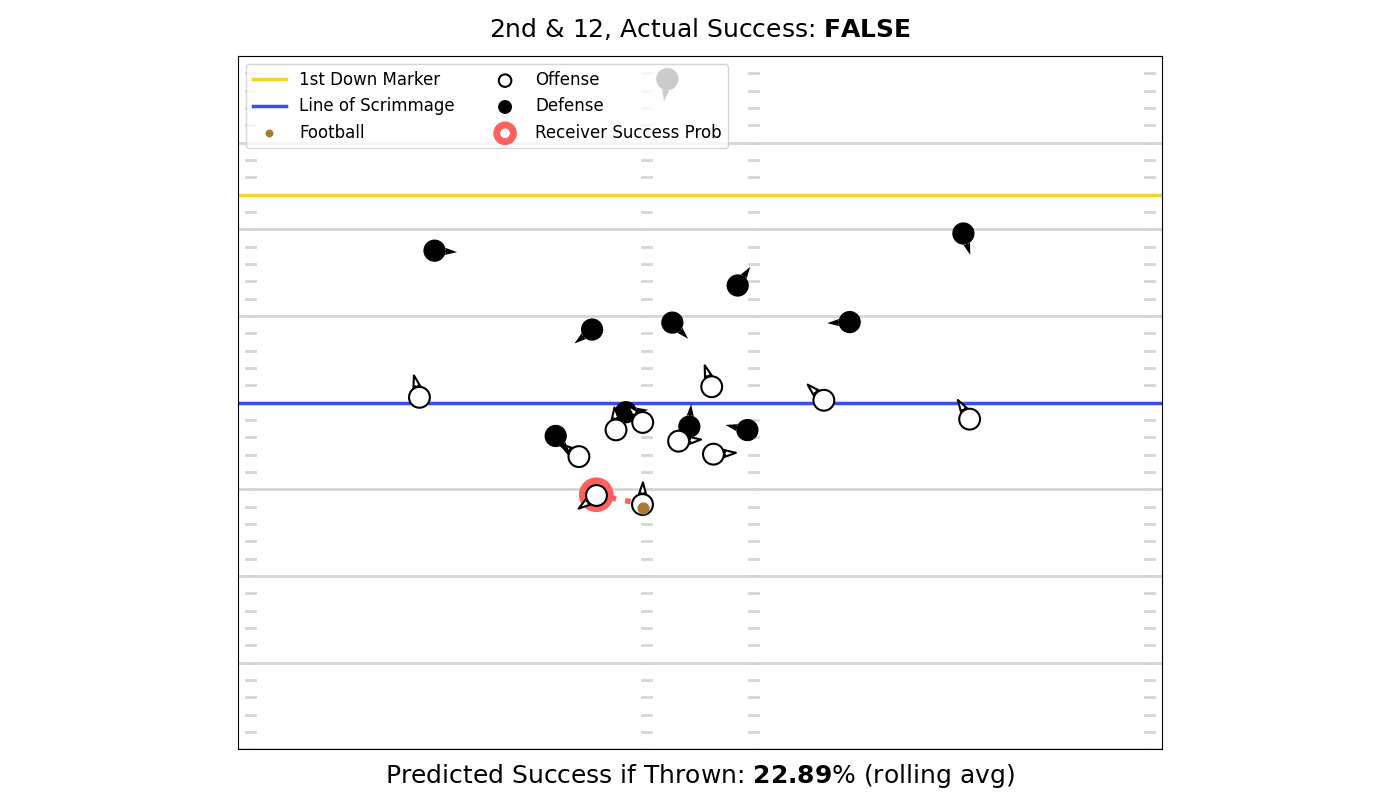 2nd & 12, Actual Success: FALSE
1st Down Marker
Line of Scrimmage
Football
Offense
Defense
Receiver Success Prob
Predicted Success if Thrown: 22.89% (rolling avg)